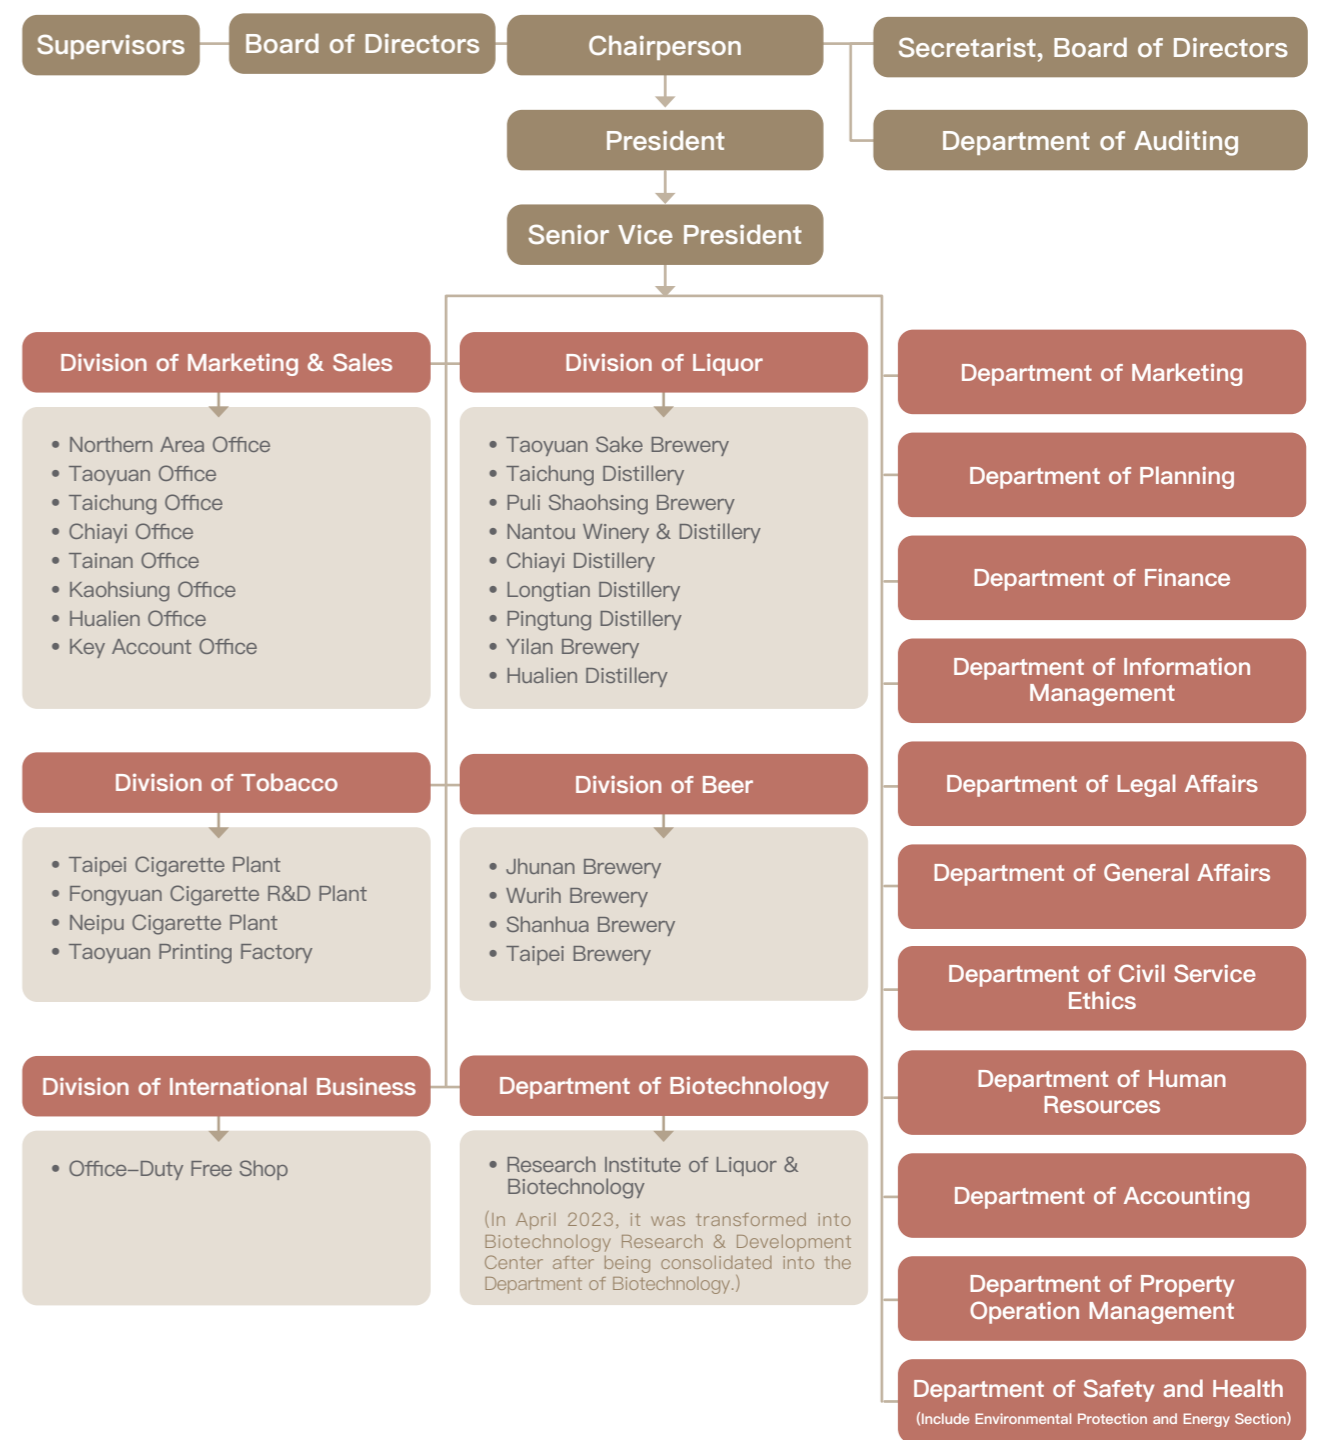 Supervisors
Board of Directors
Chairperson
Secretarist, Board of Directors
President
Department of Auditing
Senior Vice President
Division of Marketing & Sales
• Northern Area Office
• Taoyuan Office
• Taichung Office
• Chiayi Office
• Tainan Office
• Kaohsiung Office
• Hualien Office
• Key Account Office
Division of Liquor
• Taoyuan Sake Brewery
• Taichung Distillery
• Puli Shaohsing Brewery
• Nantou Winery & Distillery
• Chiayi Distillery
• Longtian Distillery
• Pingtung Distillery
• Yilan Brewery
• Hualien Distillery
Division of Tobacco
• Taipei Cigarette Plant
• Fongyuan Cigarette R&D Plant
• Neipu Cigarette Plant
• Taoyuan Printing Factory
Division of Beer
• Jhunan Brewery
• Wurih Brewery
• Shanhua Brewery
• Taipei Brewery
Division of International Business
• Office–Duty Free Shop
Department of Biotechnology
• Research Institute of Liquor &
Biotechnology
(In April 2023, it was transformed into
Biotechnology Research & Development
Center after being consolidated into the
Department of Biotechnology.)
Department of Marketing
Department of Planning
Department of Finance
Department of Information
Management
Department of Legal Affairs
Department of General Affairs
Department of Civil Service
Ethics
Department of Human
Resources
Department of Accounting
Department of Property
Operation Management
Department of Safety and Health
(Include Environmental Protection and Energy Section)